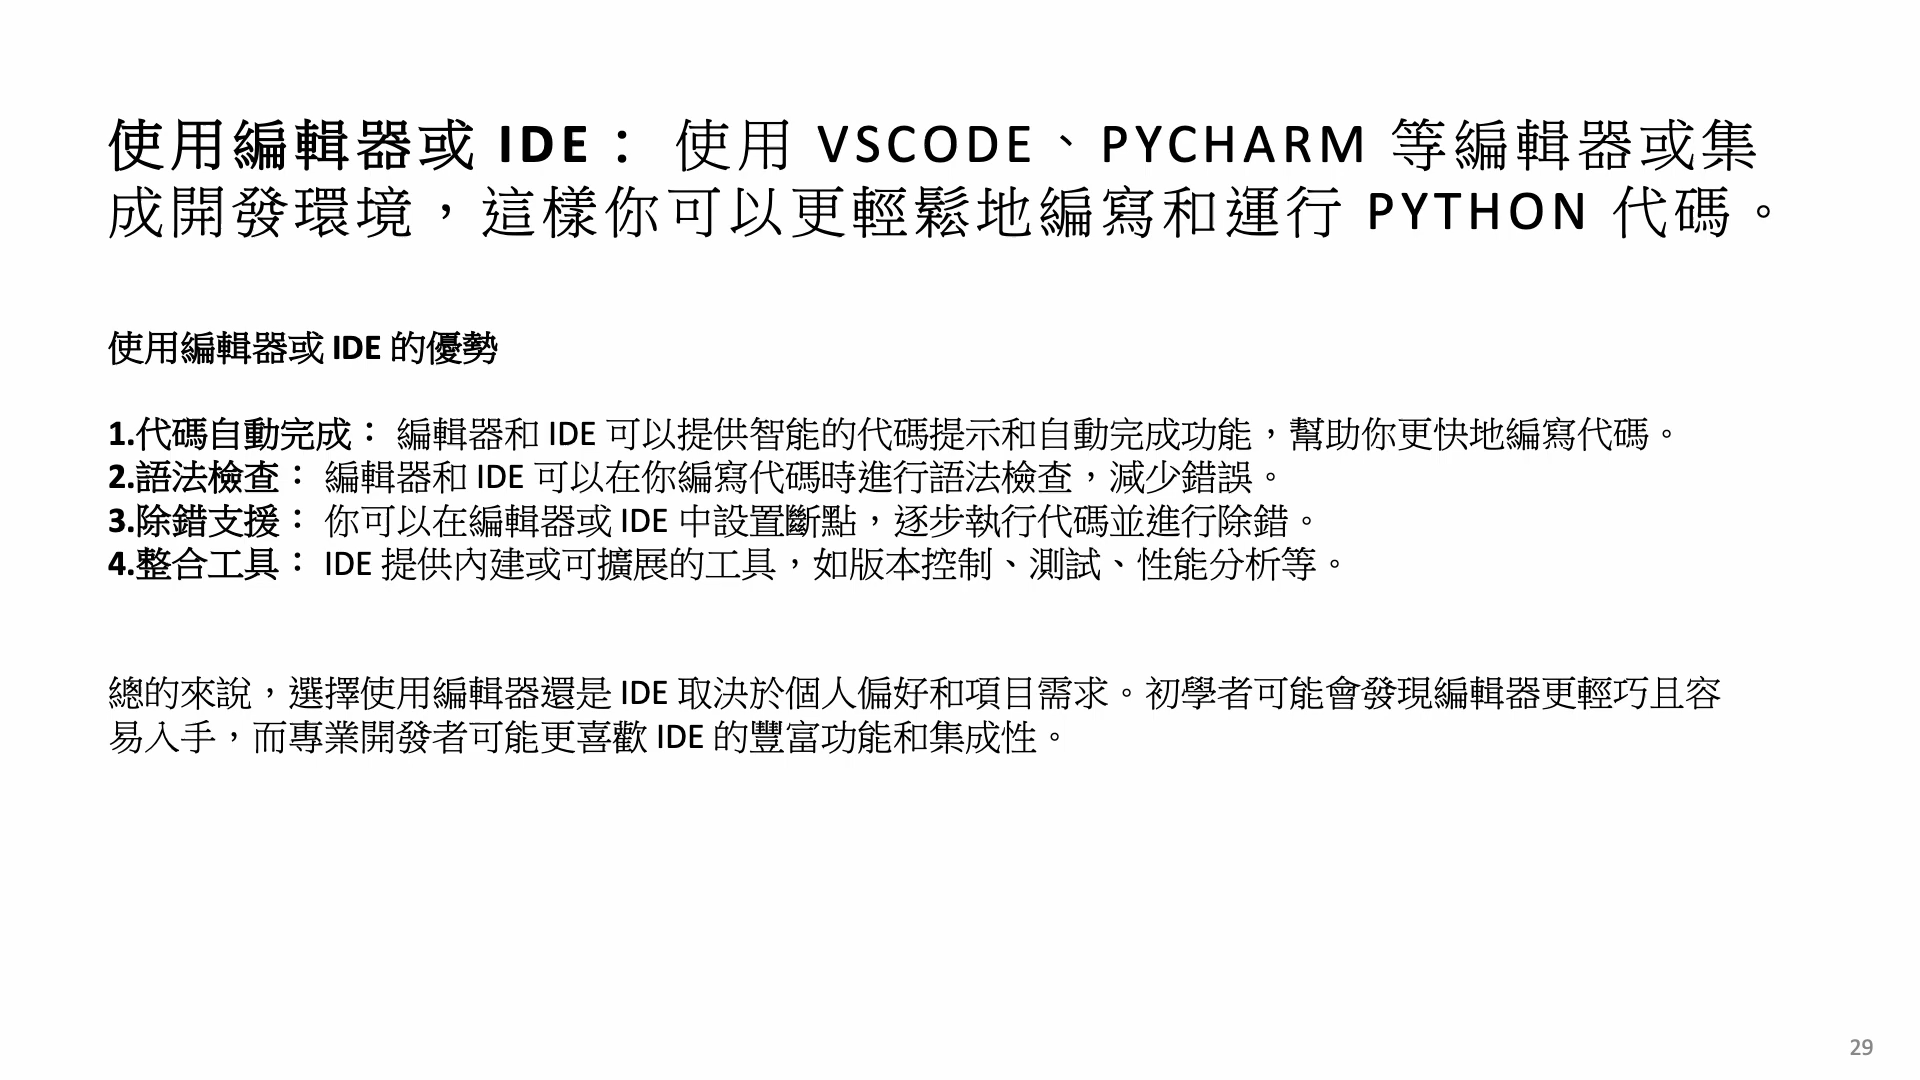 使用編輯器或 IDE： 使用 VSCODE、PYCHARM 等編輯器或集
成開發環境，這樣你可以更輕鬆地編寫和運行 PYTHON 代碼。
使用編輯器或 IDE 的優勢
1.代碼自動完成： 編輯器和 IDE 可以提供智能的代碼提示和自動完成功能，幫助你更快地編寫代碼。
2.語法檢查： 編輯器和 IDE 可以在你編寫代碼時進行語法檢查，減少錯誤。
3.除錯支援： 你可以在編輯器或 IDE 中設置斷點，逐步執行代碼並進行除錯。
4.整合工具： IDE 提供內建或可擴展的工具，如版本控制、測試、性能分析等。
總的來說，選擇使用編輯器還是 IDE 取決於個人偏好和項目需求。初學者可能會發現編輯器更輕巧且容
易入手，而專業開發者可能更喜歡 IDE 的豐富功能和集成性。
29